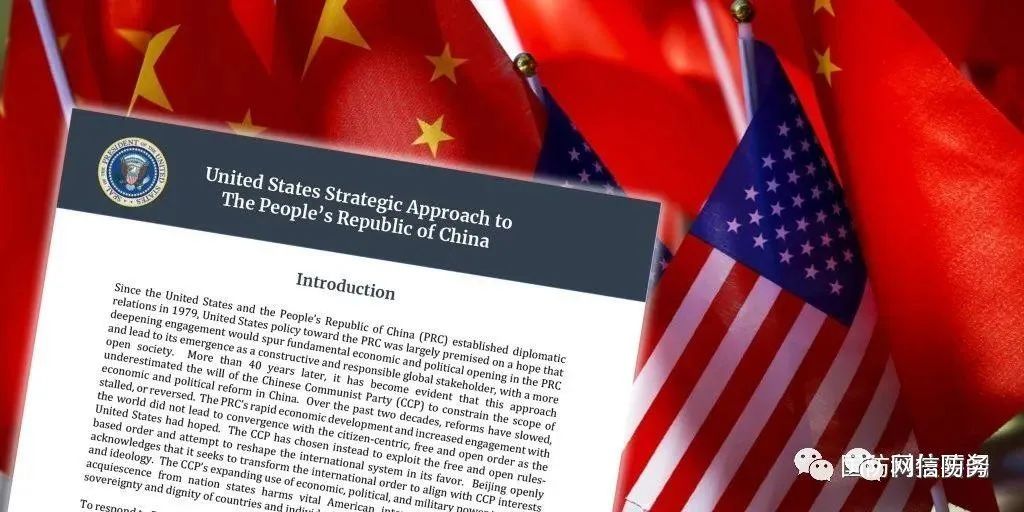 SEAL OF THE PRESIDENT OF THE UNITED STATES
United States Strategic Approach to
The People's Republic of China
Introduction
Since the United States and the People's Republic of China (PRC) established diplomatic
relations in 1979, United States policy toward the PRC was largely premised on a hope that
deepening engagement would spur fundamental economic and political opening in the PRC
and lead to its emergence as a constructive and responsible global stakeholder, with a more
open society. More than 40 years later, it has become evident that this approach
underestimated the will of the Chinese Communist Party (CCP) to constrain the scope of
economic and political reform in China. Over the past two decades, reforms have slowed,
stalled, or reversed. The PRC's rapid economic development and increased engagement with
the world did not lead to convergence with the citizen-centric, free and open order as the
United States had hoped. The CCP has chosen instead to exploit the free and open rules-
based order and attempt to reshape the international system in its favor. Beijing openly
acknowledges that it seeks to transform the international order to align with CCP interests
and ideology. The CCP's expanding use of economic, political, and military power
acquiescence from nation states harms vital American
sovereignty and dignity of countries and
To respond